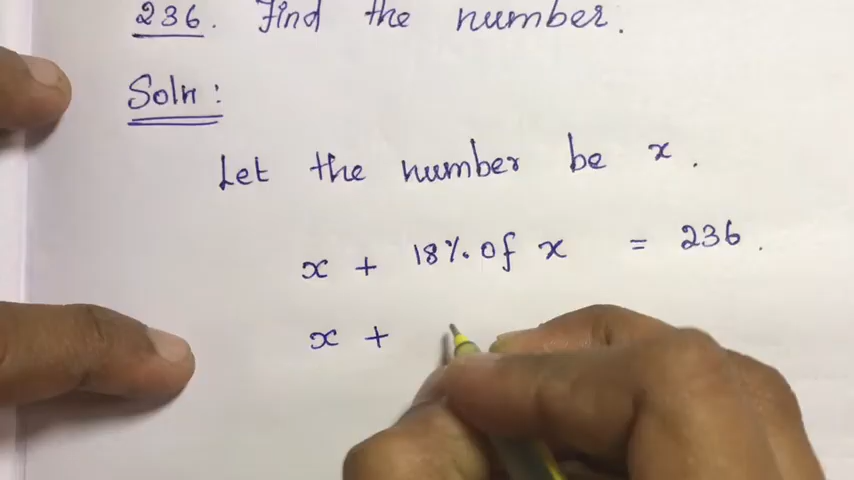 236. Find the number.
Soln:
Let the number be x.
x + 18% of x = 236.
x +